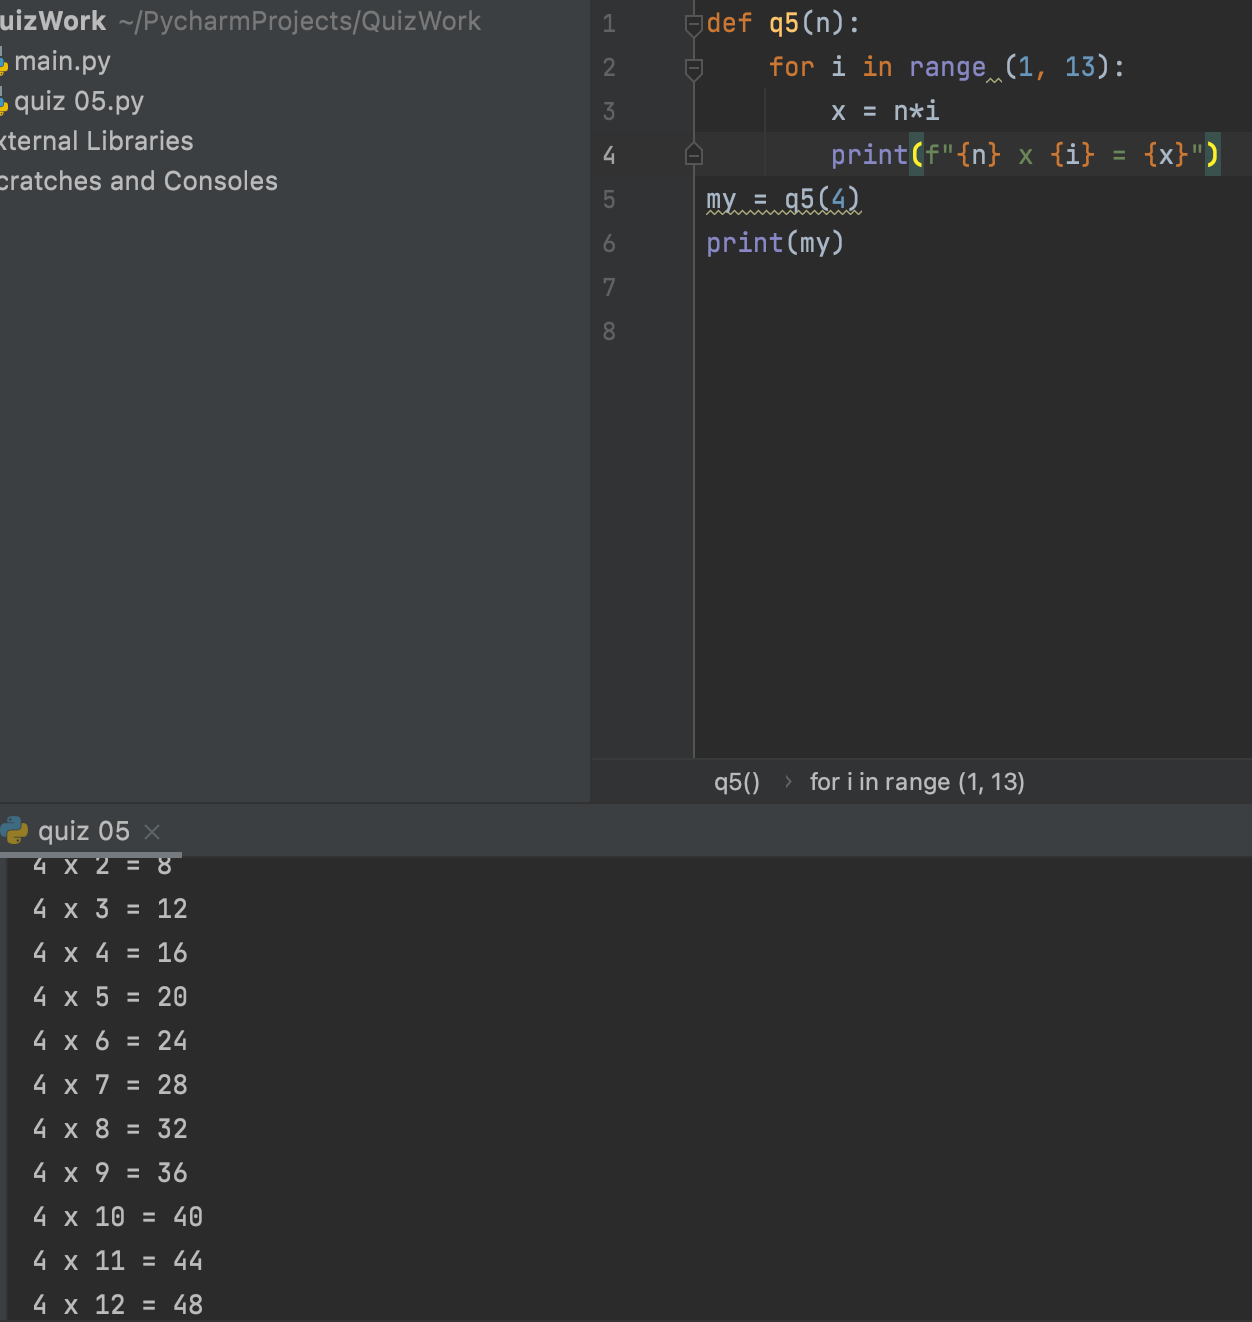 uizWork ~/PycharmProjects/QuizWork
main.py
quiz 05.py
xternal Libraries
cratches and Consoles
1 def q5(n):
2 for i in range (1, 13):
3 x = n*i
4 print(f"{n} x {i} = {x}")
5 my = q5(4)
6 print(my)
7
8
q5() › for i in range (1, 13)
quiz 05 ×
4 x 2 = 8
4 x 3 = 12
4 x 4 = 16
4 x 5 = 20
4 x 6 = 24
4 x 7 = 28
4 x 8 = 32
4 x 9 = 36
4 x 10 = 40
4 x 11 = 44
4 x 12 = 48